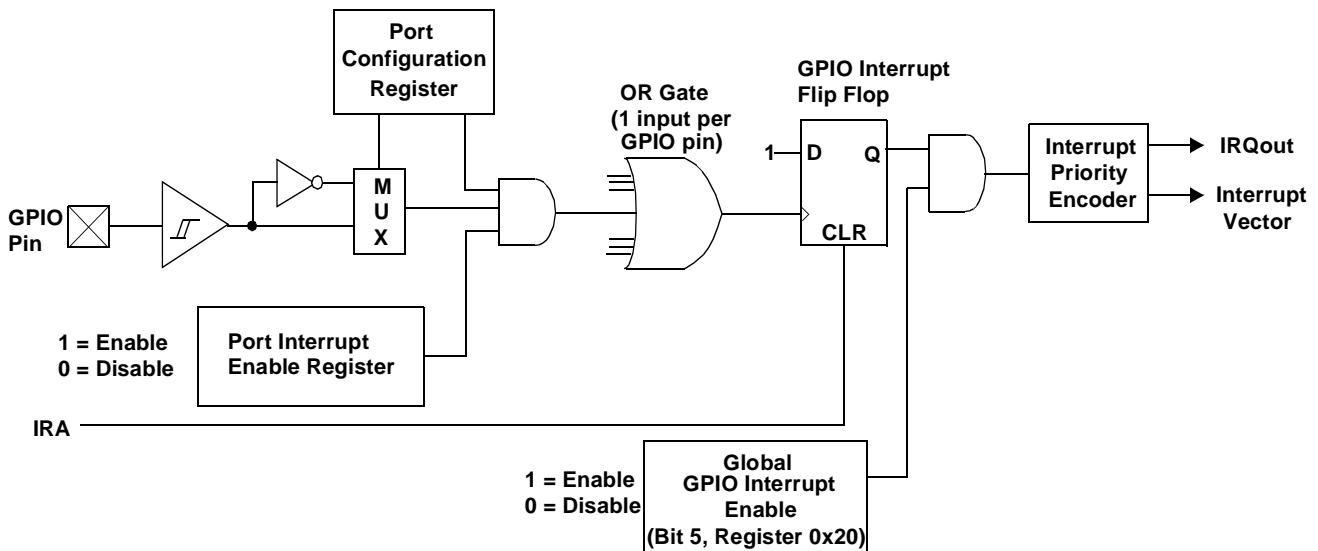 Port
Configuration
Register
GPIO Interrupt
Flip Flop
OR Gate
(1 input per
GPIO pin)
GPIO
Pin
M
U
X
1
D
Q
CLR
Interrupt
Priority
Encoder
IRQout
Interrupt
Vector
1 = Enable
0 = Disable
Port Interrupt
Enable Register
IRA
1 = Enable
0 = Disable
Global
GPIO Interrupt
Enable
(Bit 5, Register 0x20)